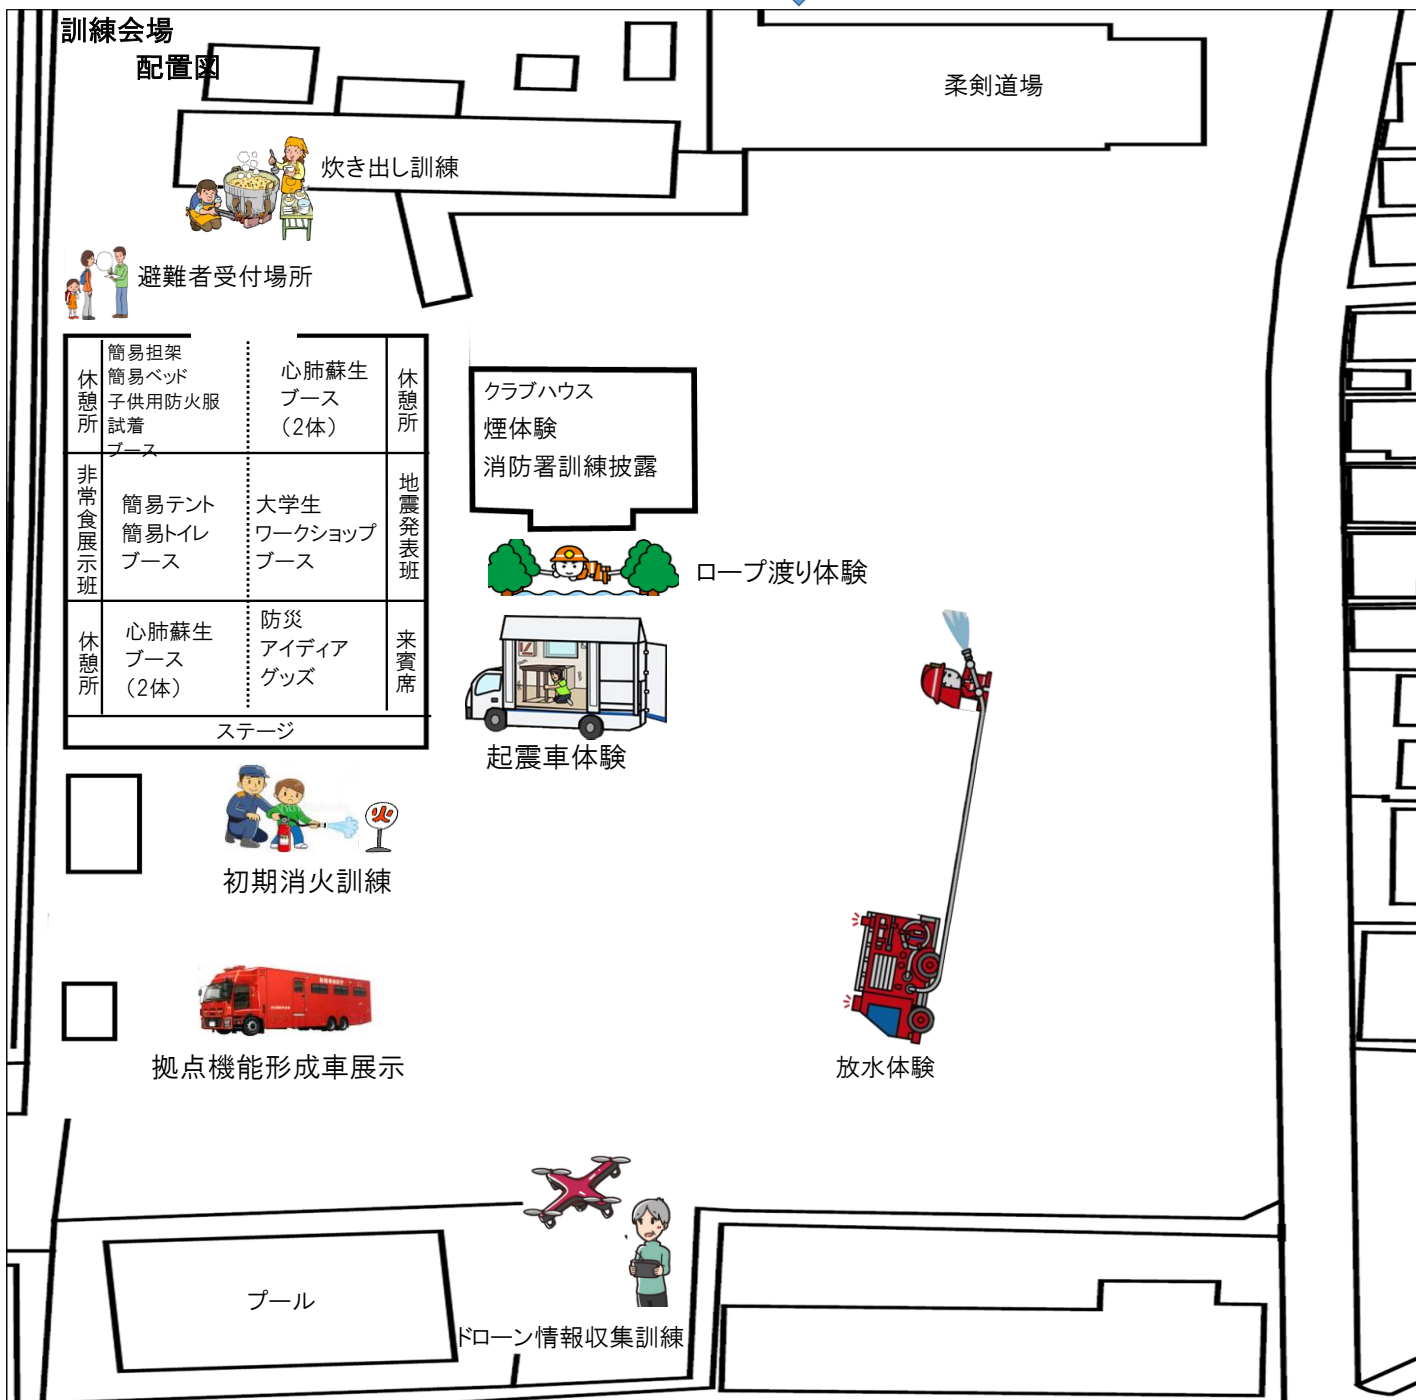 訓練会場
配置図
柔剣道場
炊き出し訓練
避難者受付場所
休憩所
簡易担架
簡易ベッド
子供用防火服
試着
ブース
心肺蘇生
ブース
（2体）
休憩所
クラブハウス
煙体験
消防署訓練披露
非常食展示班
簡易テント
簡易トイレ
ブース
大学生
ワークショップ
ブース
地震発表班
ロープ渡り体験
休憩所
心肺蘇生
ブース
（2体）
防災
アイディア
グッズ
来賓席
ステージ
起震車体験
火
初期消火訓練
拠点機能形成車展示
放水体験
プール
ドローン情報収集訓練